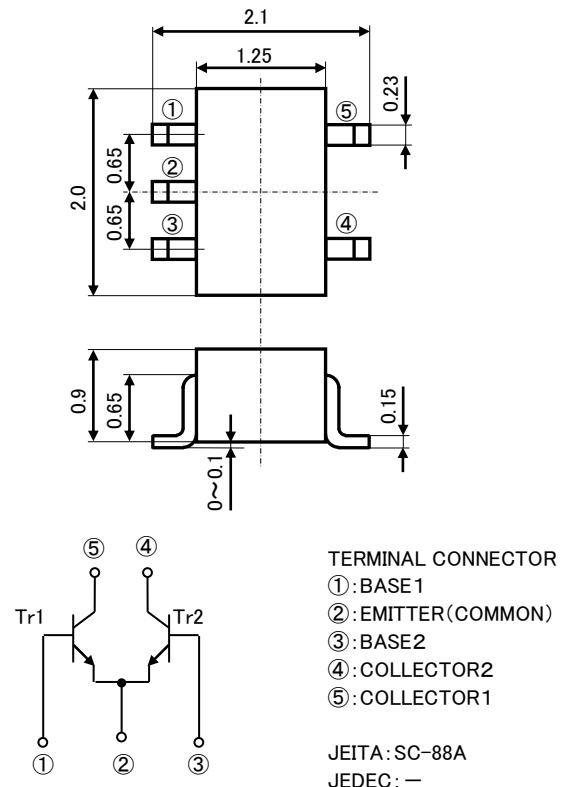 2.1
1.25
0.23
①
⑤
0.65
②
2.0
0.65
③
④
0.9
0.65
0.15
0～0.1
⑤ ④
Tr1 Tr2
① ② ③
TERMINAL CONNECTOR
①:BASE1
②:EMITTER(COMMON)
③:BASE2
④:COLLECTOR2
⑤:COLLECTOR1
JEITA:SC-88A
JEDEC:－